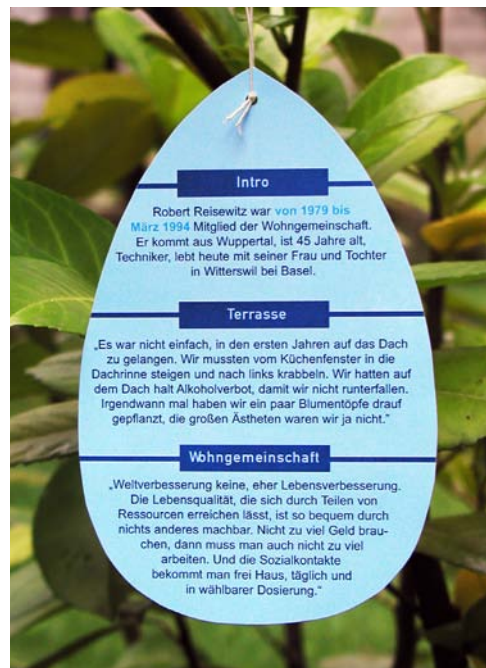 Intro
Robert Reisewitz war von 1979 bis
März 1994 Mitglied der Wohngemeinschaft.
Er kommt aus Wuppertal, ist 45 Jahre alt,
Techniker, lebt heute mit seiner Frau und Tochter
in Witterswil bei Basel.
Terrasse
„Es war nicht einfach, in den ersten Jahren auf das Dach
zu gelangen. Wir mussten vom Küchenfenster in die
Dachrinne steigen und nach links krabbeln. Wir hatten auf
dem Dach halt Alkoholverbot, damit wir nicht runterfallen.
Irgendwann mal haben wir ein paar Blumentöpfe drauf
gepflanzt, die großen Ästheten waren wir ja nicht.“
Wohngemeinschaft
„Weltverbesserung keine, eher Lebensverbesserung.
Die Lebensqualität, die sich durch Teilen von
Ressourcen erreichen lässt, ist so bequem durch
nichts anderes machbar. Nicht zu viel Geld brau-
chen, dann muss man auch nicht zu viel
arbeiten. Und die Sozialkontakte
bekommt man frei Haus, täglich und
in wählbarer Dosierung.“